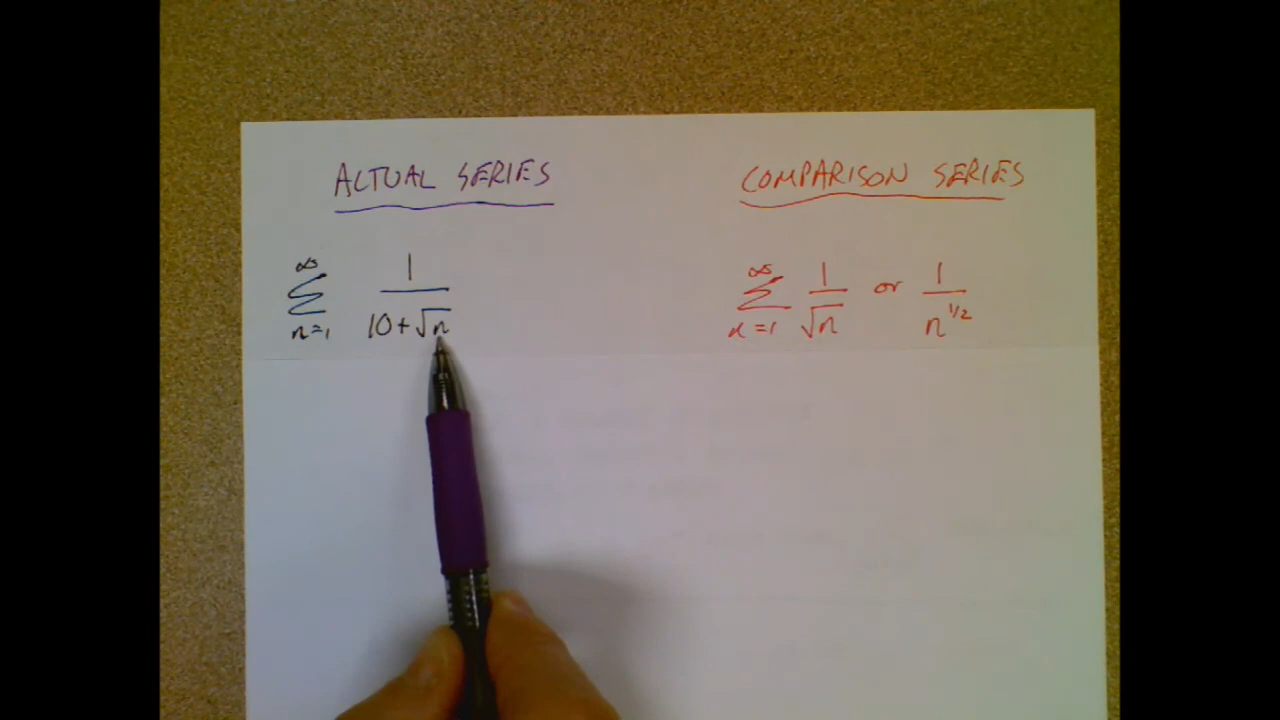 ACTUAL SERIES
COMPARISON SERIES
∞
Σ 1/(10+√n)
n=1
∞
Σ 1/√n or 1/n^1/2
n=1